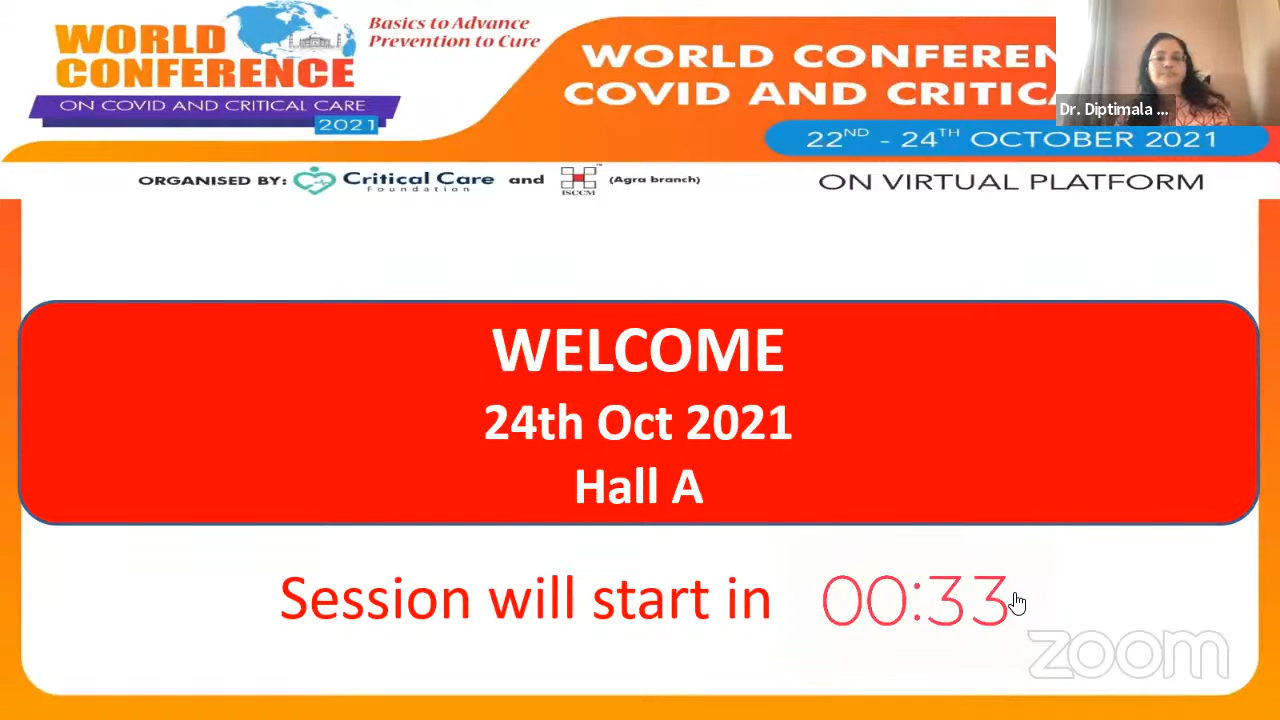 WORLD
CONFERENCE
ON COVID AND CRITICAL CARE
2021
Basics to Advance
Prevention to Cure
WORLD CONFEREN
COVID AND CRITICA
22ND - 24TH OCTOBER 2021
Dr. Diptimala ...
ORGANISED BY: Critical Care Foundation and ISCCM (Agra branch)
ON VIRTUAL PLATFORM
WELCOME
24th Oct 2021
Hall A
Session will start in 00:33
zoom